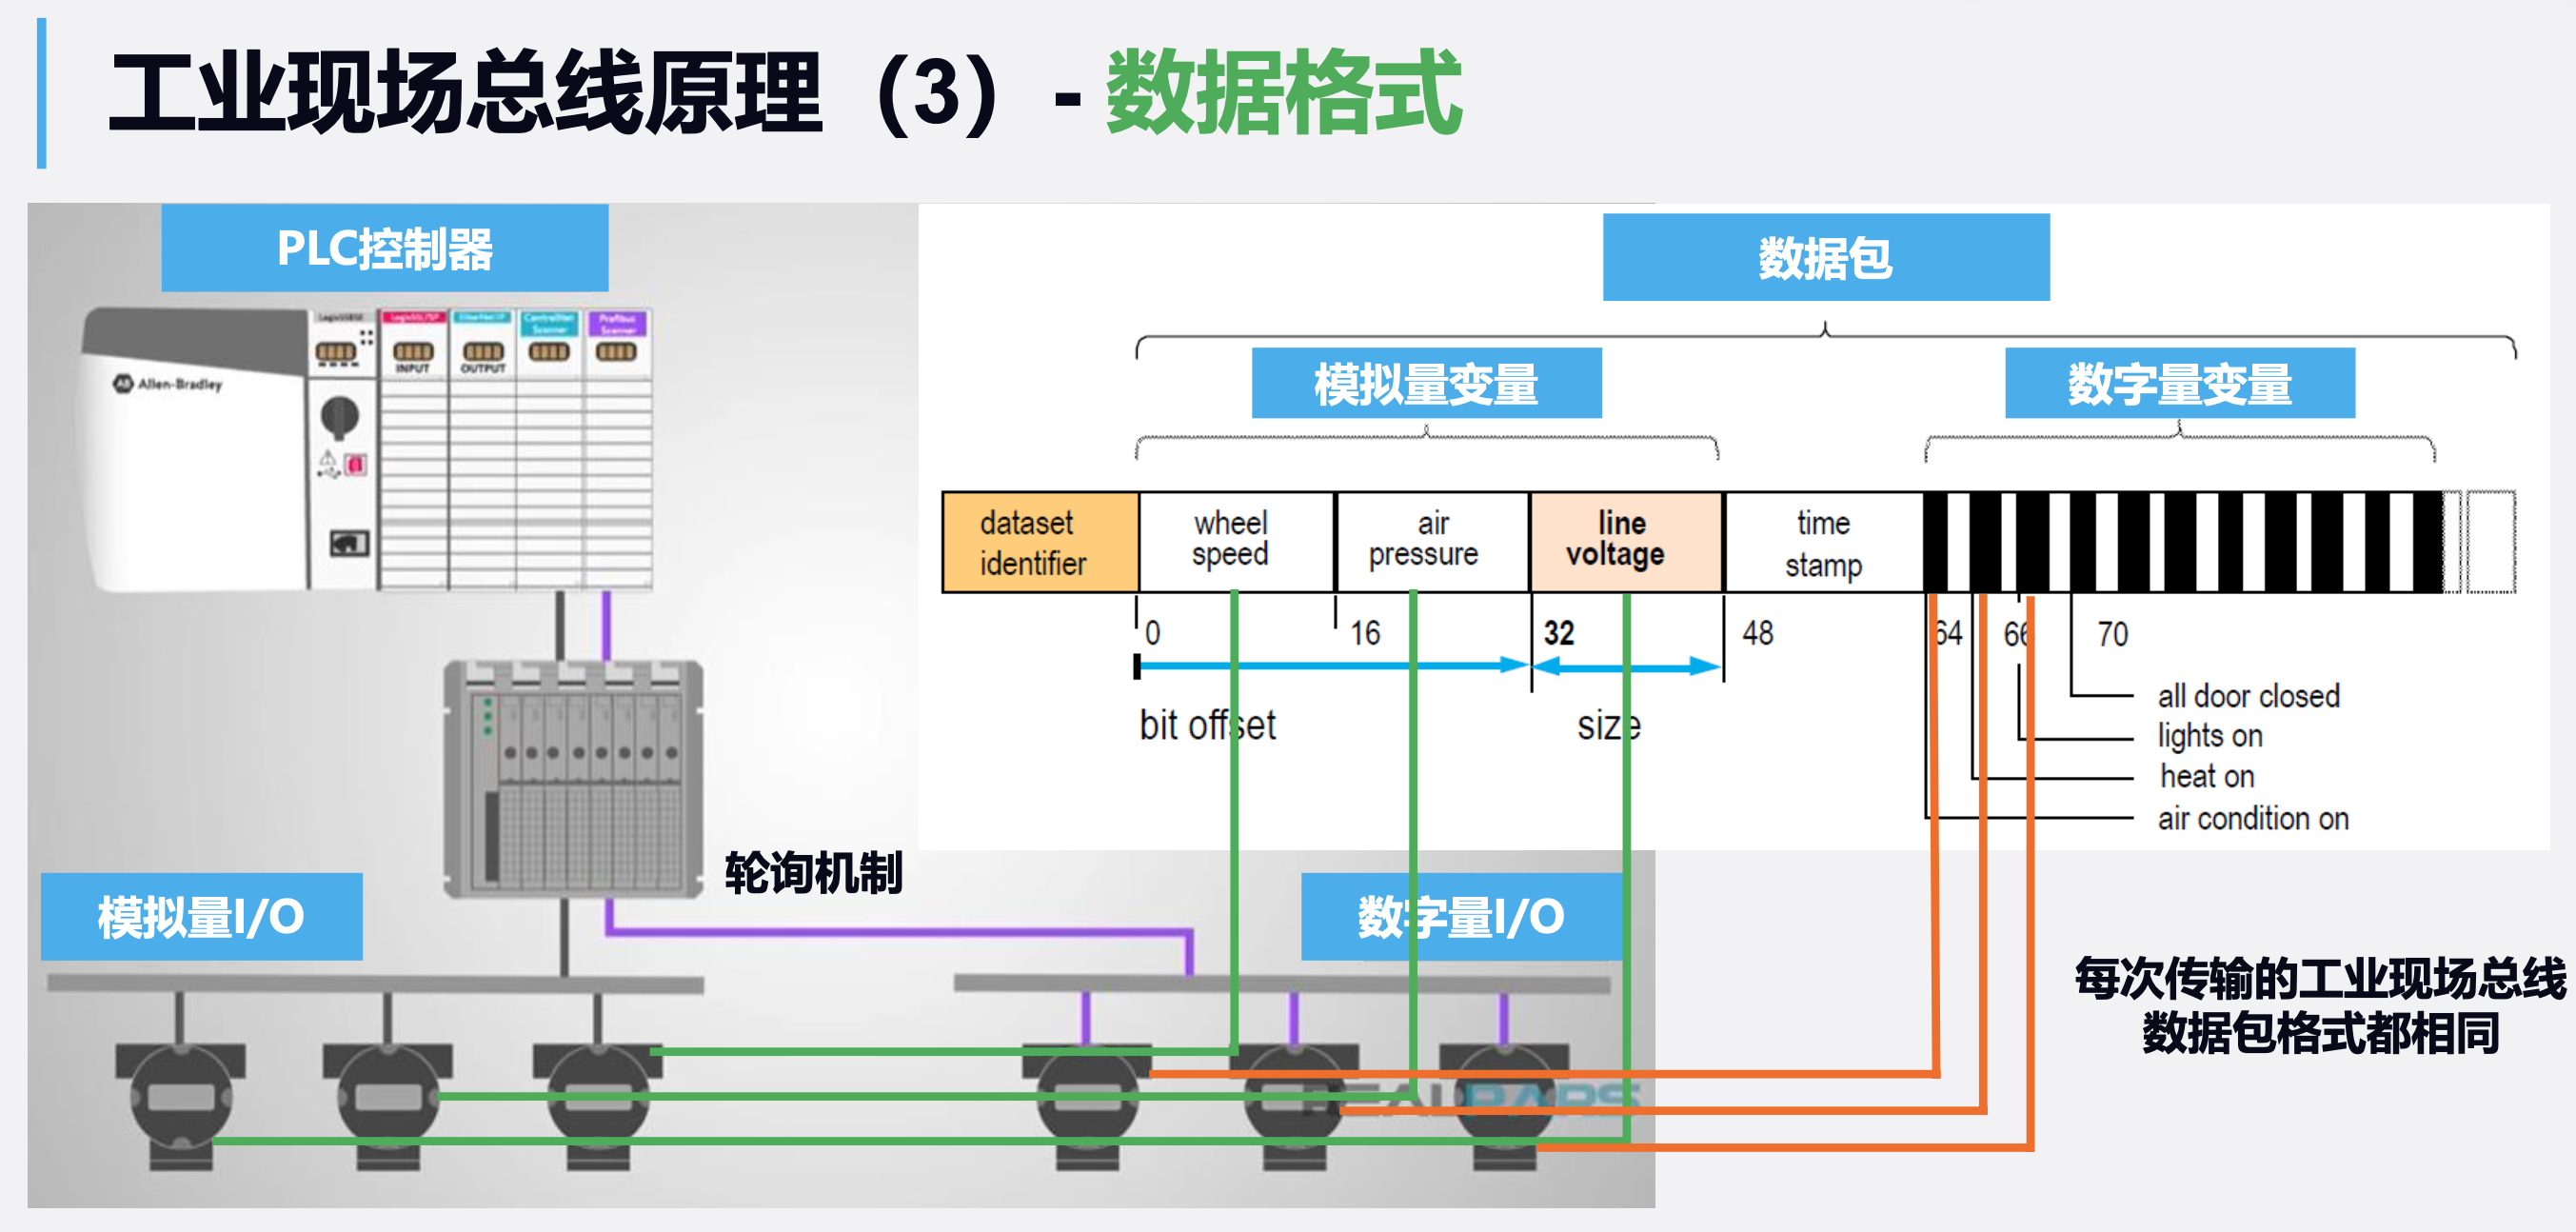 工业现场总线原理（3）- 数据格式
PLC控制器
Allen-Bradley
INPUT
OUTPUT
ControlNet
Scanner
Profibus
Scanner
数据包
模拟量变量
数字量变量
dataset
identifier
wheel
speed
air
pressure
line
voltage
time
stamp
0
16
32
48
64
66
70
bit offset
size
all door closed
lights on
heat on
air condition on
轮询机制
模拟量I/O
数字量I/O
每次传输的工业现场总线
数据包格式都相同
REALPARS